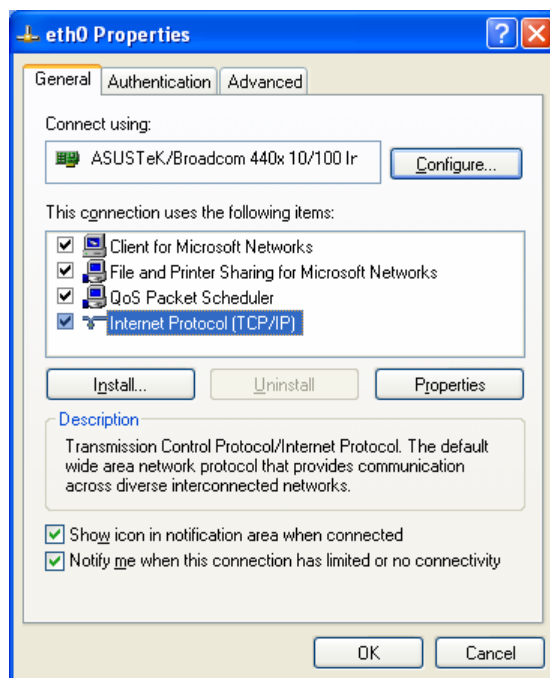 eth0 Properties
General Authentication Advanced
Connect using:
ASUSTeK/Broadcom 440x 10/100 Ir
Configure...
This connection uses the following items:
Client for Microsoft Networks
File and Printer Sharing for Microsoft Networks
QoS Packet Scheduler
Internet Protocol (TCP/IP)
Install... Uninstall Properties
Description
Transmission Control Protocol/Internet Protocol. The default
wide area network protocol that provides communication
across diverse interconnected networks.
Show icon in notification area when connected
Notify me when this connection has limited or no connectivity
OK Cancel